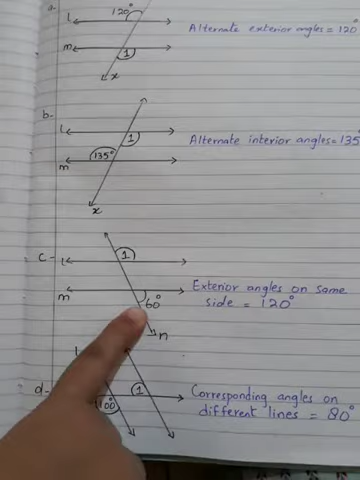 a.
120°
l
Alternate exterior angles = 120°
m
1
x
b-
l
1
Alternate interior angles = 135°
135°
m
x
c-
1
l
m
Exterior angles on same
60°
side = 120°
n
l
d-
1
Corresponding angles on
100°
different lines = 80°